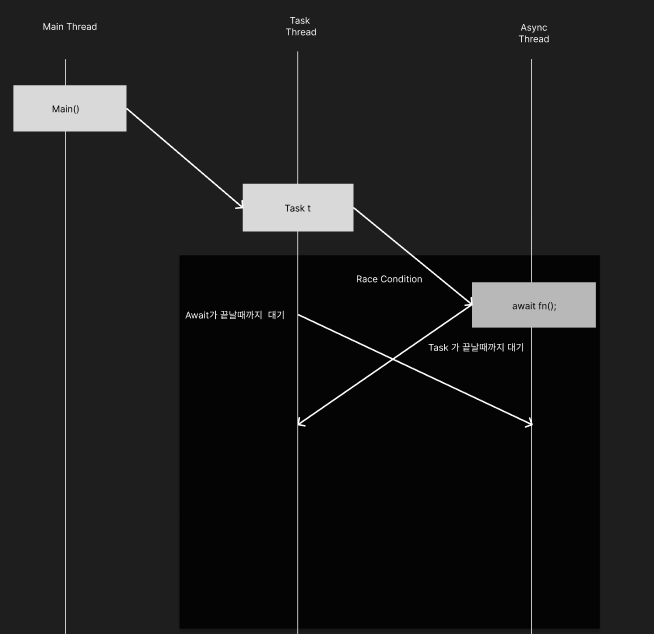 Main Thread
Task
Thread
Async
Thread
Main()
Task t
Race Condition
await fn();
Await가 끝날때까지 대기
Task 가 끝날때까지 대기